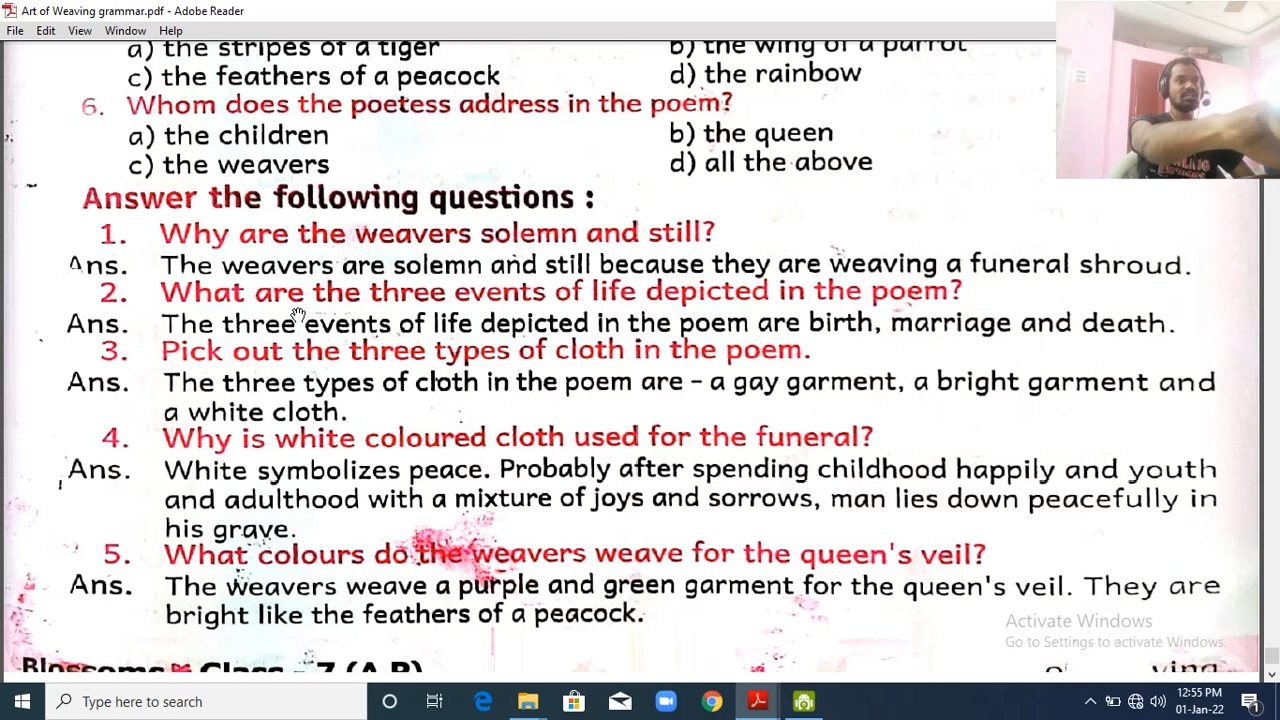 Art of Weaving grammar.pdf - Adobe Reader
File Edit View Window Help
a) the stripes of a tiger b) the wing of a parrot
c) the feathers of a peacock d) the rainbow
6. Whom does the poetess address in the poem?
a) the children b) the queen
c) the weavers d) all the above
Answer the following questions :
1. Why are the weavers solemn and still?
Ans. The weavers are solemn and still because they are weaving a funeral shroud.
2. What are the three events of life depicted in the poem?
Ans. The three events of life depicted in the poem are birth, marriage and death.
3. Pick out the three types of cloth in the poem.
Ans. The three types of cloth in the poem are - a gay garment, a bright garment and
a white cloth.
4. Why is white coloured cloth used for the funeral?
Ans. White symbolizes peace. Probably after spending childhood happily and youth
and adulthood with a mixture of joys and sorrows, man lies down peacefully in
his grave.
5. What colours do the weavers weave for the queen's veil?
Ans. The weavers weave a purple and green garment for the queen's veil. They are
bright like the feathers of a peacock.
Activate Windows
Go to Settings to activate Windows.
Blossoms Class - 7 (A.P)
Type here to search
12:55 PM
01-Jan-22